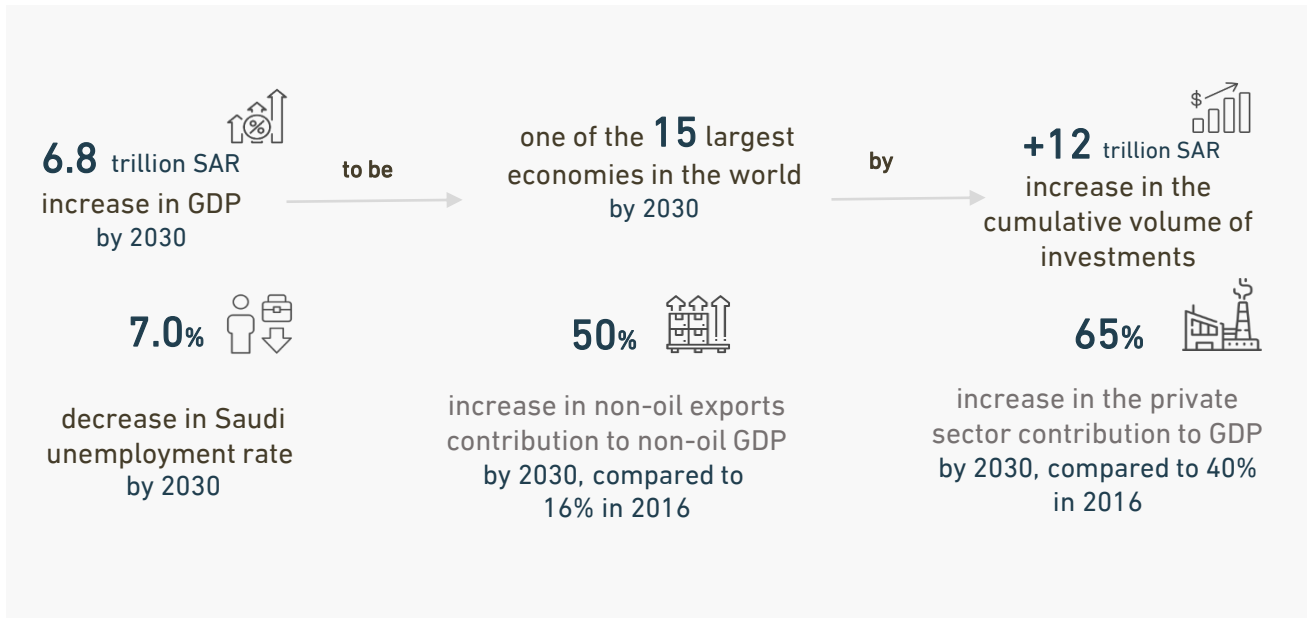 6.8 trillion SAR
increase in GDP
by 2030
to be
one of the 15 largest
economies in the world
by 2030
by
$
+12 trillion SAR
increase in the
cumulative volume of
investments
7.0%
decrease in Saudi
unemployment rate
by 2030
50%
increase in non-oil exports
contribution to non-oil GDP
by 2030, compared to
16% in 2016
65%
increase in the private
sector contribution to GDP
by 2030, compared to 40%
in 2016